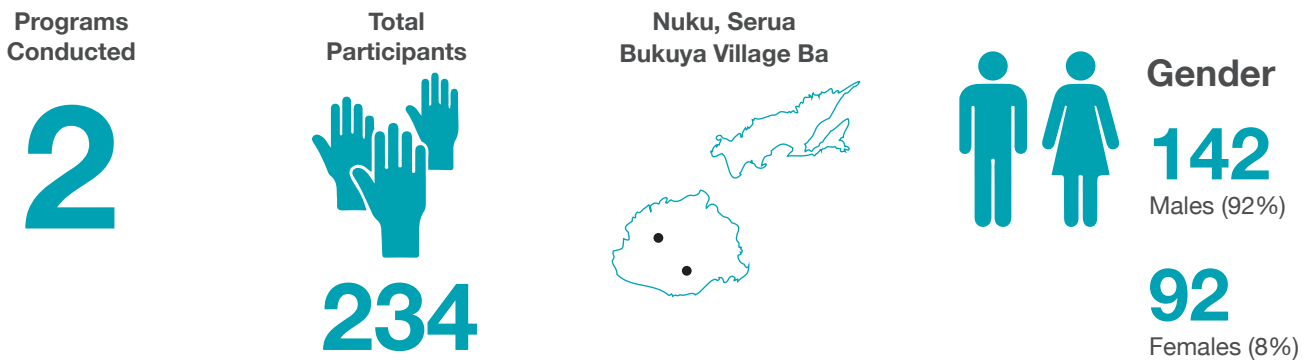 Programs
Conducted
2
Total
Participants
234
Nuku, Serua
Bukuya Village Ba
Gender
142
Males (92%)
92
Females (8%)